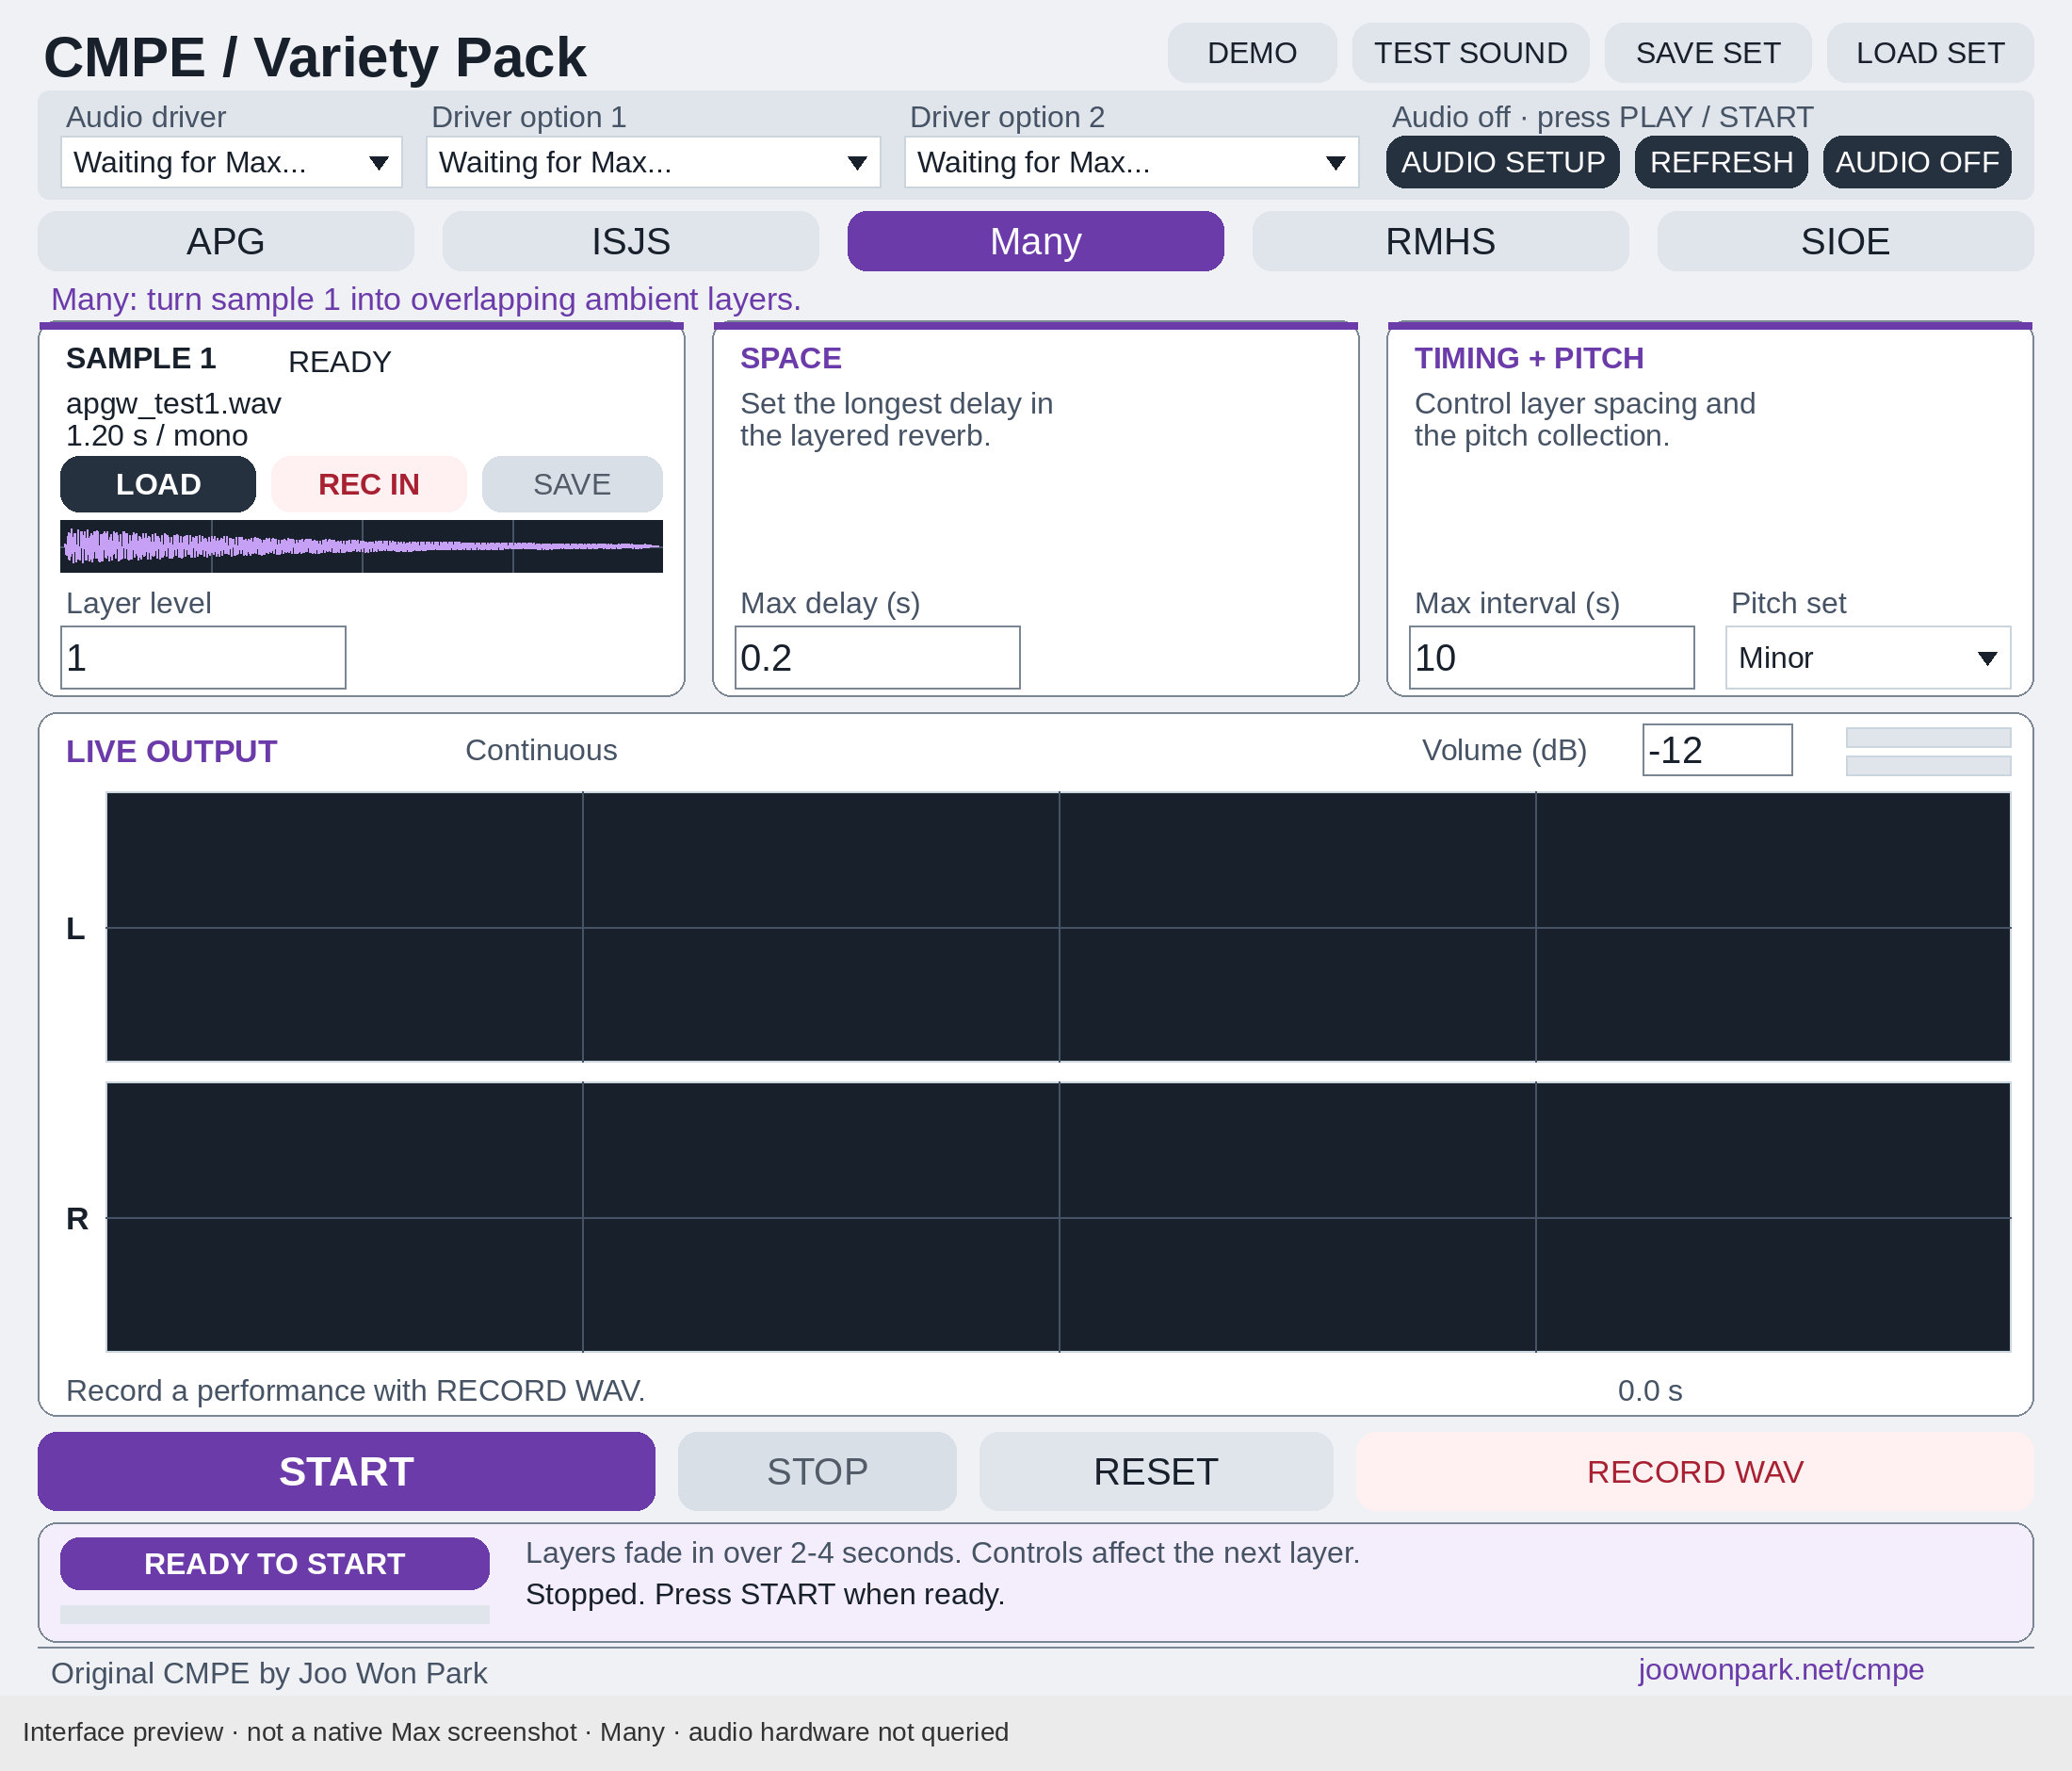 CMPE / Variety Pack
DEMO
TEST SOUND
SAVE SET
LOAD SET
Audio driver
Driver option 1
Driver option 2
Audio off · press PLAY / START
Waiting for Max...
Waiting for Max...
Waiting for Max...
AUDIO SETUP
REFRESH
AUDIO OFF
APG
ISJS
Many
RMHS
SIOE
Many: turn sample 1 into overlapping ambient layers.
SAMPLE 1
READY
apgw_test1.wav
1.20 s / mono
LOAD
REC IN
SAVE
Layer level
1
SPACE
Set the longest delay in
the layered reverb.
Max delay (s)
0.2
TIMING + PITCH
Control layer spacing and
the pitch collection.
Max interval (s)
Pitch set
10
Minor
LIVE OUTPUT
Continuous
Volume (dB)
-12
L
R
Record a performance with RECORD WAV.
0.0 s
START
STOP
RESET
RECORD WAV
READY TO START
Layers fade in over 2-4 seconds. Controls affect the next layer.
Stopped. Press START when ready.
Original CMPE by Joo Won Park
joowonpark.net/cmpe
Interface preview · not a native Max screenshot · Many · audio hardware not queried